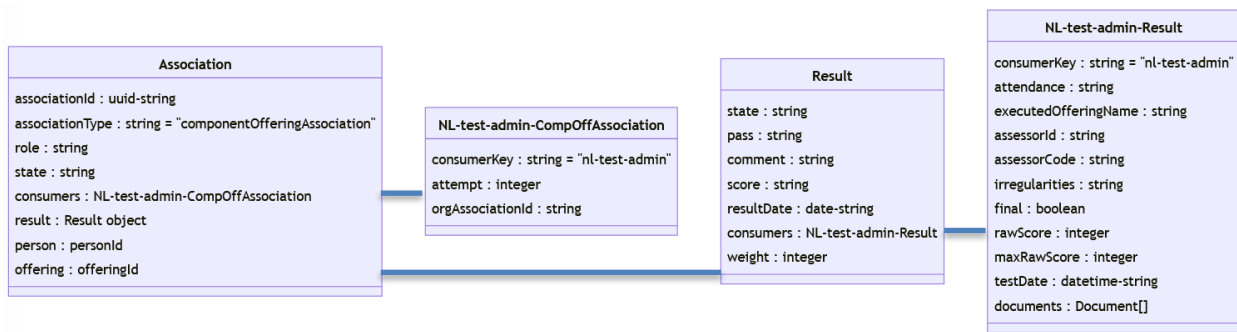 Association
associationId : uuid-string
associationType : string = "componentOfferingAssociation"
role : string
state : string
consumers : NL-test-admin-CompOffAssociation
result : Result object
person : personId
offering : offeringId
NL-test-admin-CompOffAssociation
consumerKey : string = "nl-test-admin"
attempt : integer
orgAssociationId : string
Result
state : string
pass : string
comment : string
score : string
resultDate : date-string
consumers : NL-test-admin-Result
weight : integer
NL-test-admin-Result
consumerKey : string = "nl-test-admin"
attendance : string
executedOfferingName : string
assessorId : string
assessorCode : string
irregularities : string
final : boolean
rawScore : integer
maxRawScore : integer
testDate : datetime-string
documents : Document[]